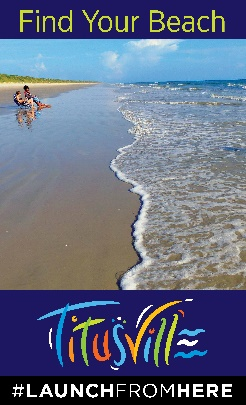 Find Your Beach
Titusville
#LAUNCHFROMHERE